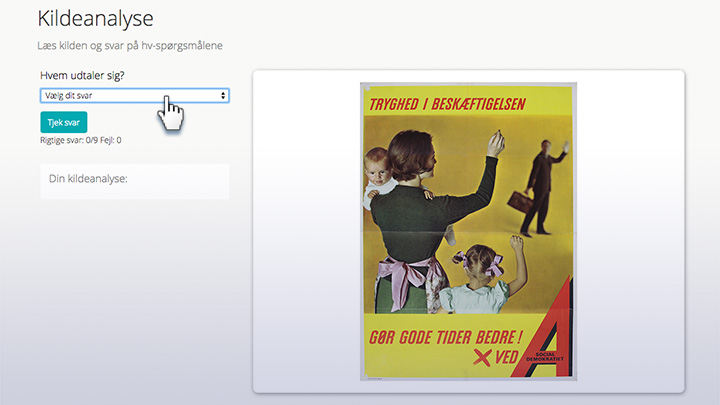 Kildeanalyse
Læs kilden og svar på hv-spørgsmålene
Hvem udtaler sig?
Vælg dit svar
Tjek svar
Rigtige svar: 0/9 Fejl: 0
Din kildeanalyse:
TRYGHED I BESKÆFTIGELSEN
GØR GODE TIDER BEDRE!
X VED
A
SOCIAL
DEMOKRATIET